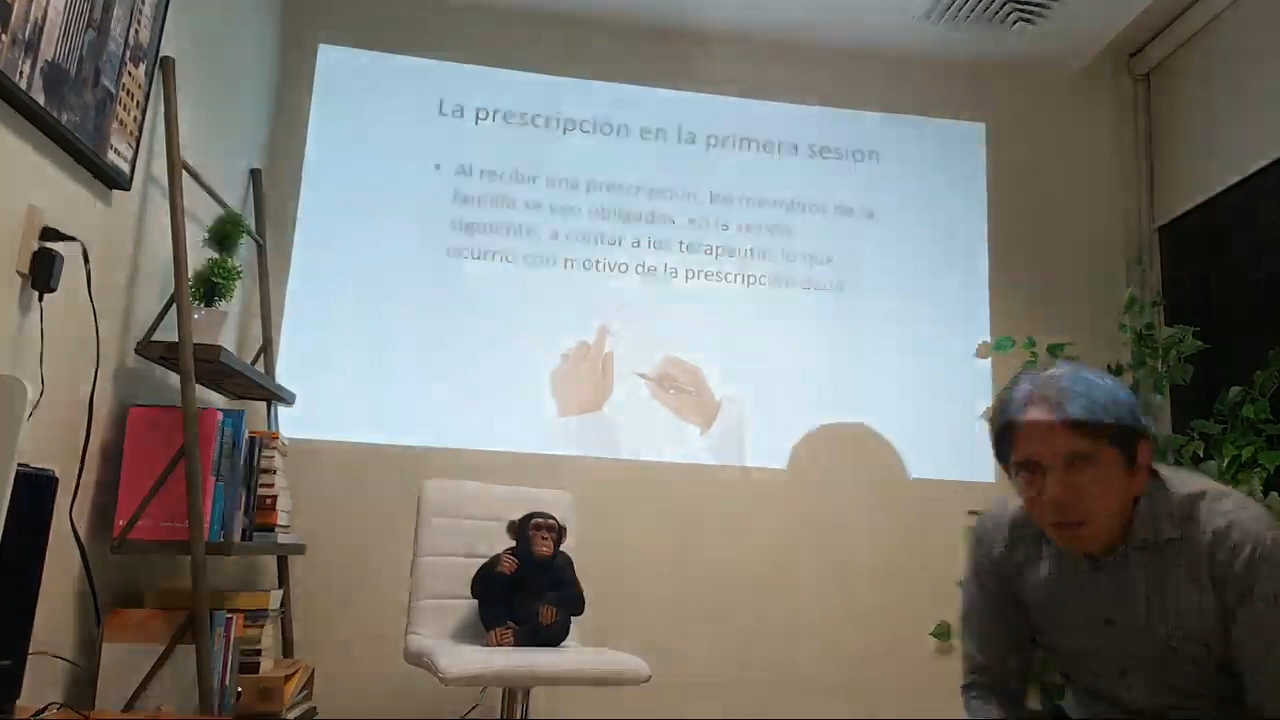 La prescripción en la primera sesión
• Al recibir una prescripción, los miembros de la
familia se ven obligados, en la sesión
siguiente, a contar a los terapeutas lo que
ocurrió con motivo de la prescripción dada